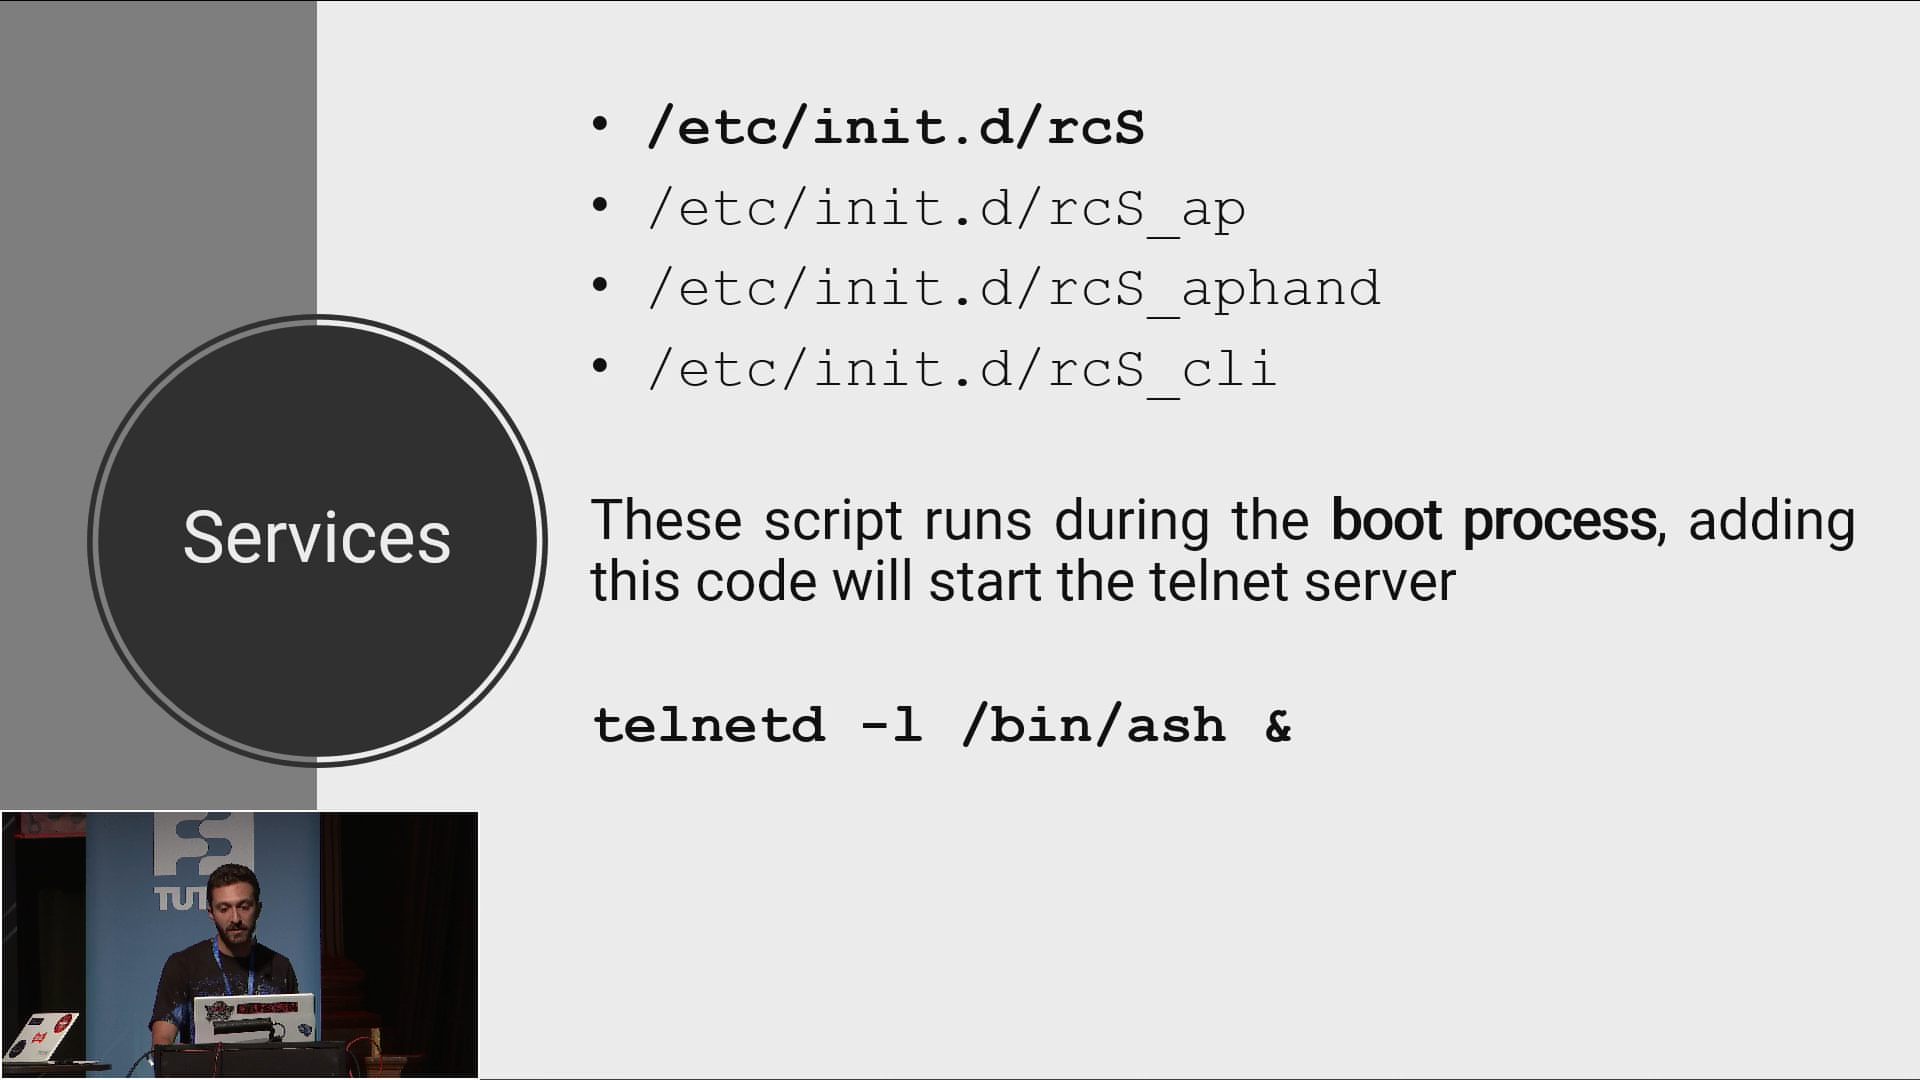 /etc/init.d/rcS
/etc/init.d/rcS_ap
/etc/init.d/rcS_aphand
/etc/init.d/rcS_cli
Services
These script runs during the boot process, adding
this code will start the telnet server
telnetd -l /bin/ash &